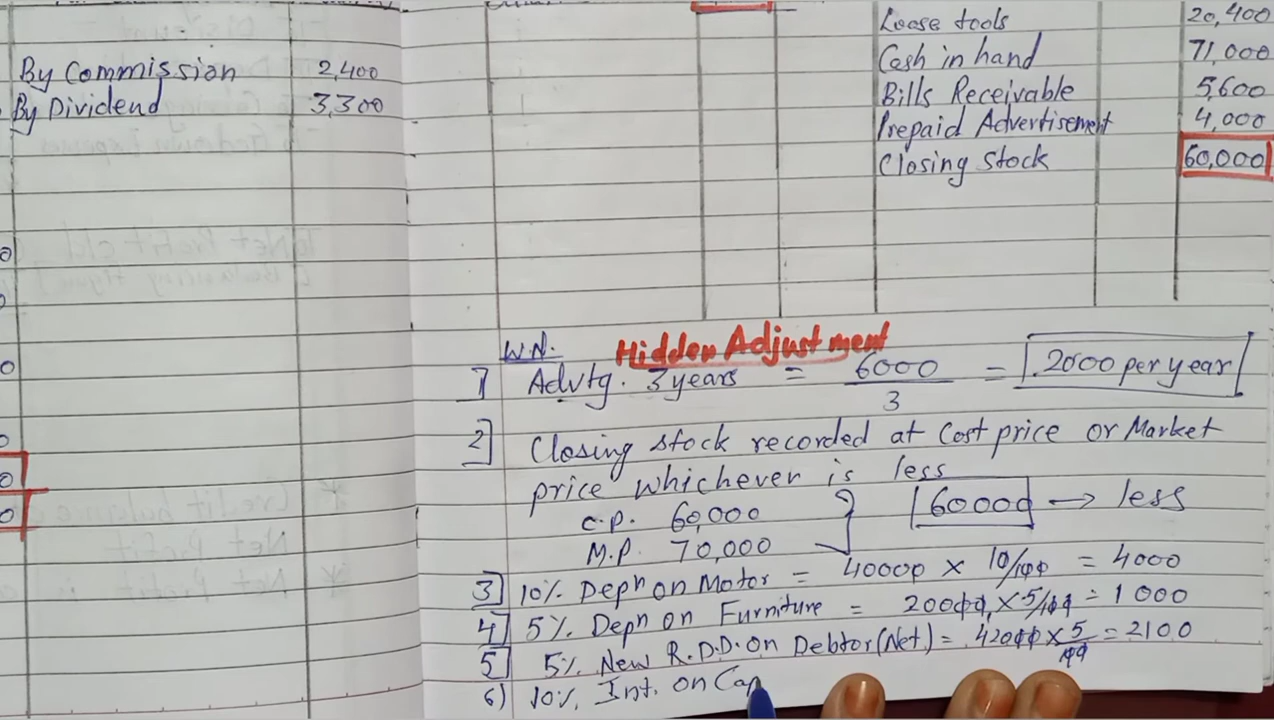 By Commission 2,400
By Dividend 3,300
Loose tools 20,400
Cash in hand 71,000
Bills Receivable 5,600
Prepaid Advertisement 4,000
Closing Stock 60,000
W.N. Hidden Adjustment
1] Advtg. 3 years = 6000/3 = 2000 per year
2] Closing stock recorded at Cost price or Market
price whichever is less
C.P. 60,000
M.P. 70,000 } 60000 → less
3] 10% Depn on Motor = 40000 × 10/100 = 4000
4] 5% Depn on Furniture = 20000 × 5/100 = 1000
5] 5% New R.D.D. on Debtor (Net) = 42000 × 5/100 = 2100
6) 10% Int. on Cap